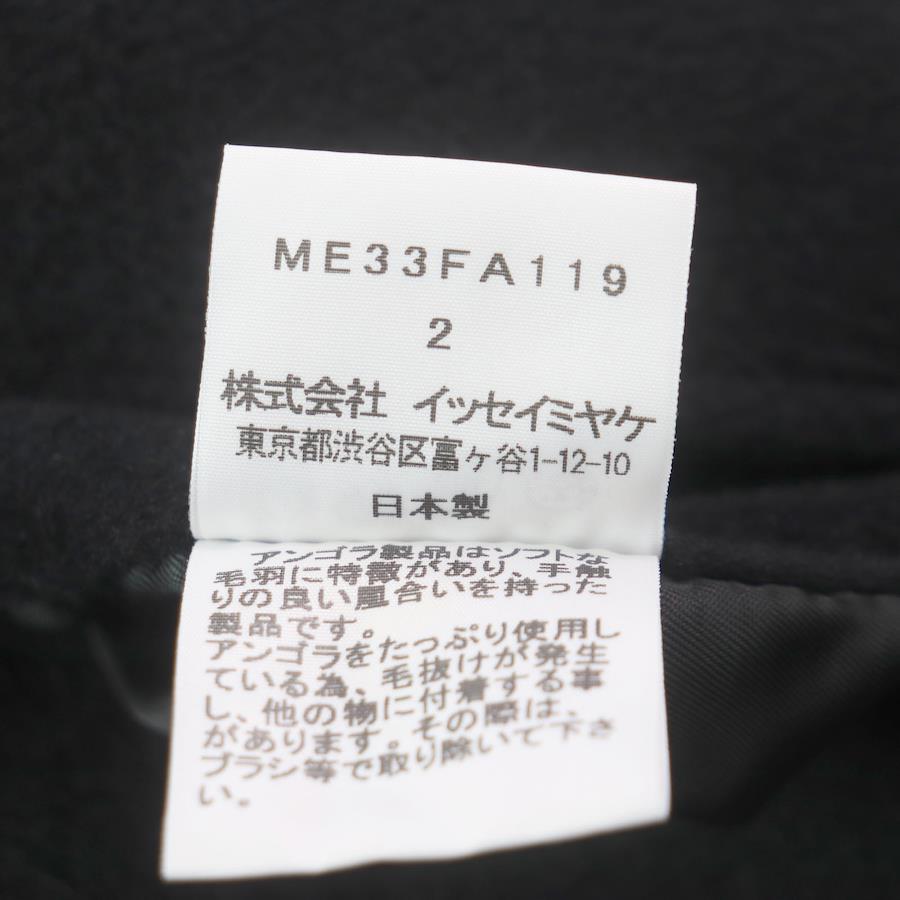 ME33FA119
2
株式会社 イッセイミヤケ
東京都渋谷区富ヶ谷1-12-10
日本製
アンゴラ製品はソフトな
毛羽に特徴があり、手触
りの良い風合いを持った
製品です。
アンゴラをたっぷり使用し
ている為、毛抜けが発生
し、他の物に付着する事
があります。その際は、
ブラシ等で取り除いて下さ
い。